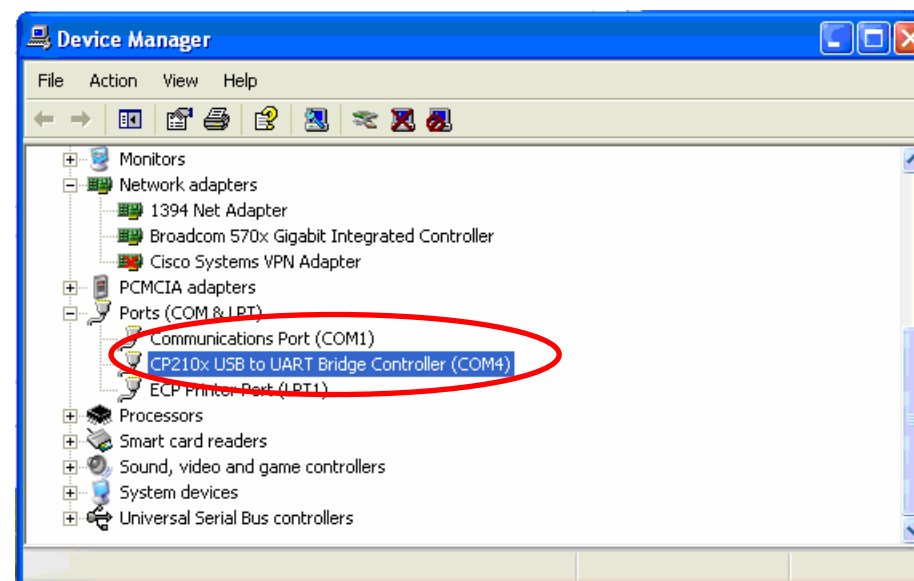 Device Manager
File Action View Help
Monitors
Network adapters
1394 Net Adapter
Broadcom 570x Gigabit Integrated Controller
Cisco Systems VPN Adapter
PCMCIA adapters
Ports (COM & LPT)
Communications Port (COM1)
CP210x USB to UART Bridge Controller (COM4)
ECP Printer Port (LPT1)
Processors
Smart card readers
Sound, video and game controllers
System devices
Universal Serial Bus controllers